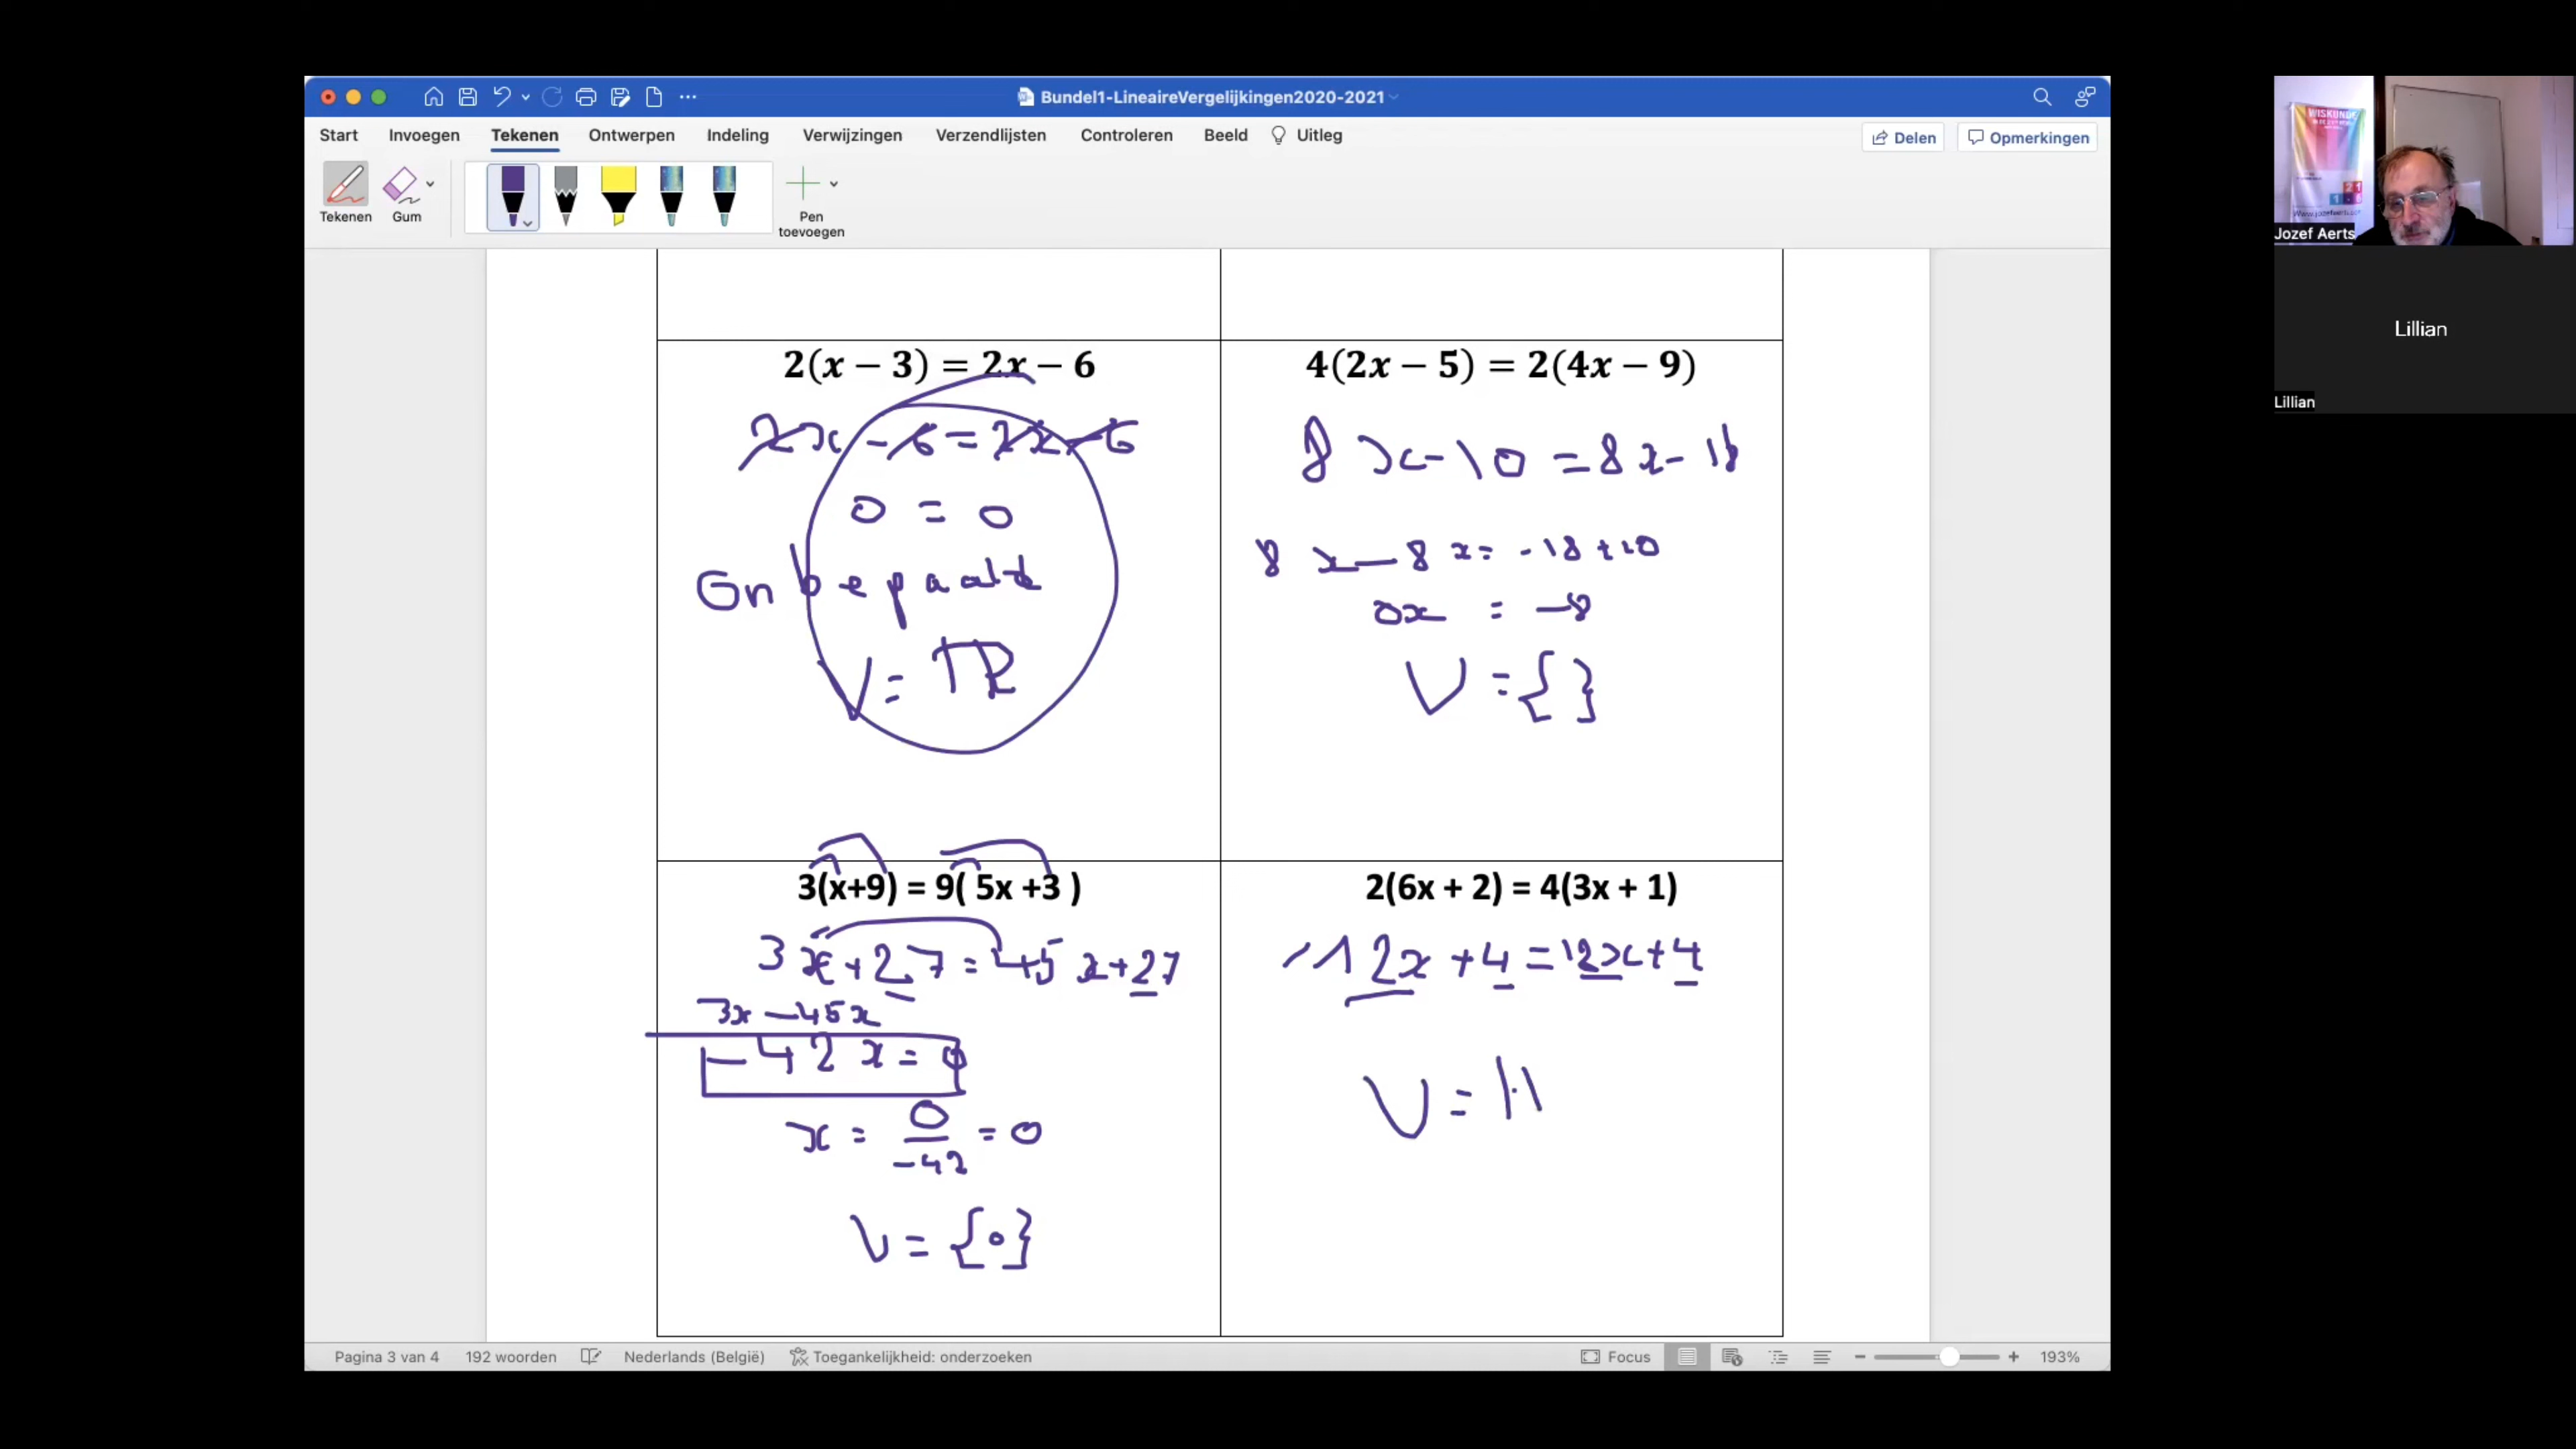 Bundel1-LineaireVergelijkingen2020-2021
Start Invoegen Tekenen Ontwerpen Indeling Verwijzingen Verzendlijsten Controleren Beeld Uitleg Delen Opmerkingen
Tekenen Gum Pen toevoegen
2(x − 3) = 2x − 6
2x - 6 = 2x - 6
0 = 0
Onbepaald
V = IR
4(2x − 5) = 2(4x − 9)
8x - 10 = 8x - 18
8x - 8x = -18 + 10
0x = -8
V = { }
3(x+9) = 9( 5x +3 )
3x + 27 = 45x + 27
3x - 45x
-42x = 0
x = 0/-42 = 0
V = {0}
2(6x + 2) = 4(3x + 1)
12x + 4 = 12x + 4
V =
Pagina 3 van 4 192 woorden Nederlands (België) Toegankelijkheid: onderzoeken Focus 193%
WISKUNDE
Jozef Aerts
Lillian
Lillian